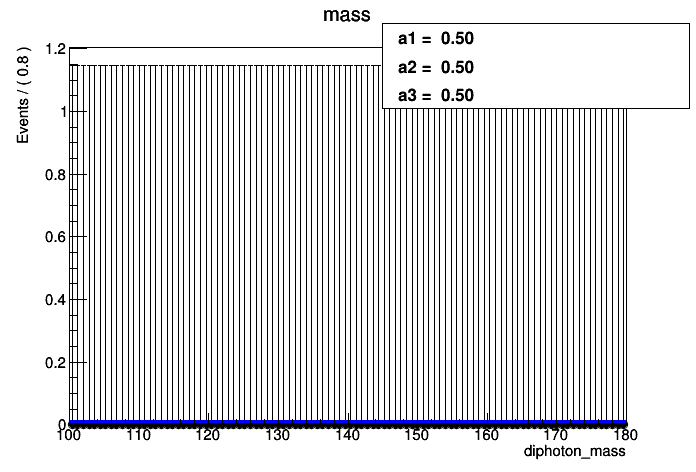 mass
a1 = 0.50
a2 = 0.50
a3 = 0.50
Events / ( 0.8 )
1.2
1
0.8
0.6
0.4
0.2
0
100 110 120 130 140 150 160 170 180
diphoton_mass